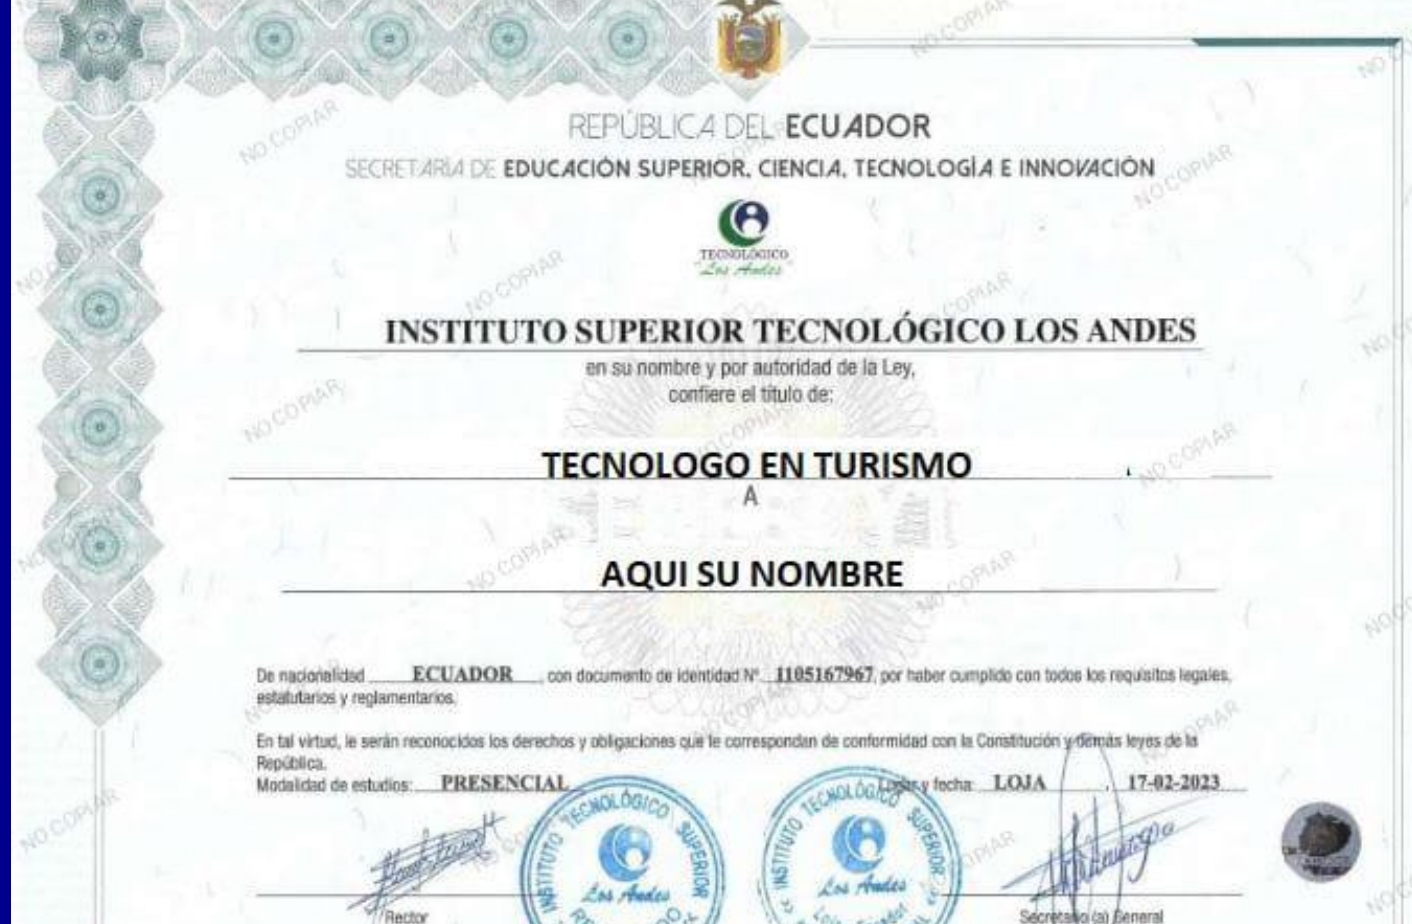 REPÚBLICA DEL ECUADOR
SECRETARÍA DE EDUCACIÓN SUPERIOR, CIENCIA, TECNOLOGÍA E INNOVACIÓN
TECNOLÓGICO
"Los Andes"
INSTITUTO SUPERIOR TECNOLÓGICO LOS ANDES
en su nombre y por autoridad de la Ley,
confiere el título de:
TECNOLOGO EN TURISMO
A
AQUI SU NOMBRE
De nacionalidad ECUADOR con documento de identidad Nº 1105167967, por haber cumplido con todos los requisitos legales,
estatutarios y reglamentarios.
En tal virtud, le serán reconocidos los derechos y obligaciones que le correspondan de conformidad con la Constitución y demás leyes de la
República.
Modalidad de estudios: PRESENCIAL Lugar y fecha: LOJA , 17-02-2023
INSTITUTO TECNOLÓGICO SUPERIOR
Los Andes
INSTITUTO TECNOLÓGICO SUPERIOR
Los Andes
Rector
Secretario (a) General
NO COPIAR